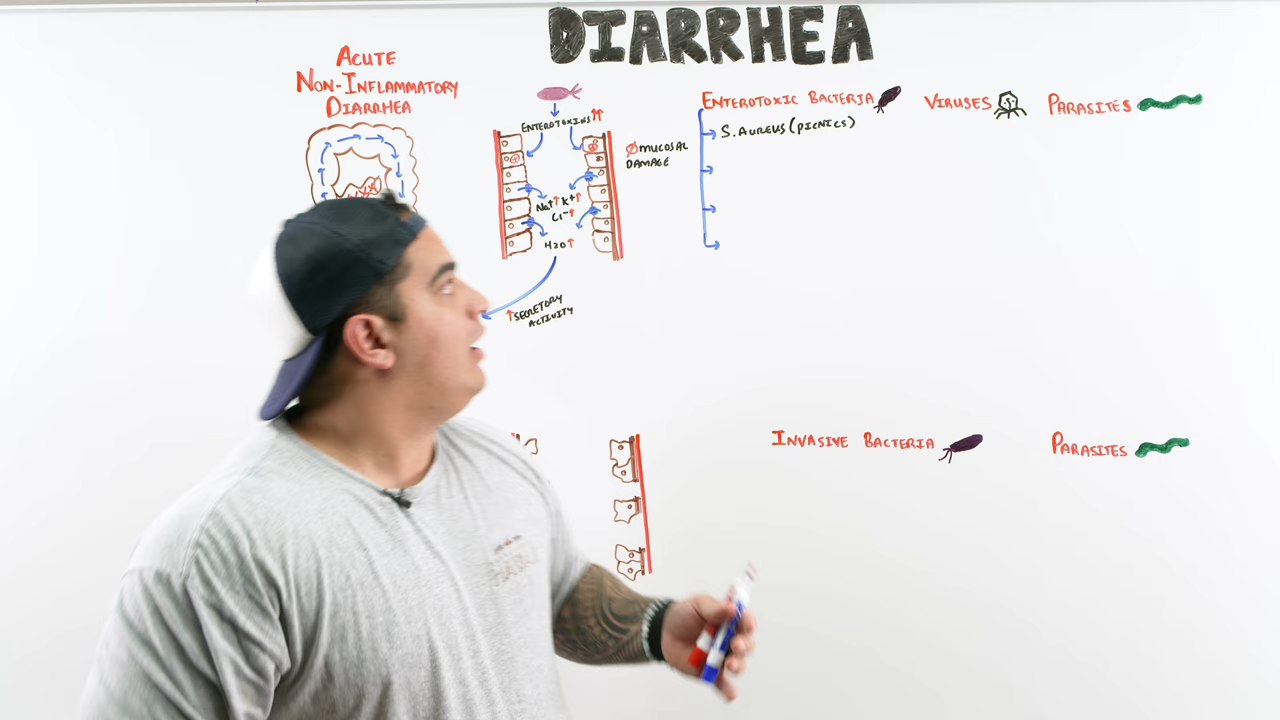 DIARRHEA
ACUTE
NON-INFLAMMATORY
DIARRHEA
ENTEROTOXINS↑↑
Ø MUCOSAL
DAMAGE
Na+↑ K+↑
Cl-↑
H2O↑
↑SECRETORY
ACTIVITY
ENTEROTOXIC BACTERIA
S. AUREUS (PICNICS)
VIRUSES
PARASITES
INVASIVE BACTERIA
PARASITES